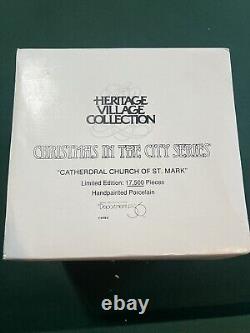 HERITAGE
VILLAGE
COLLECTION
CHRISTMAS IN THE CITY SERIES
"CATHERDRAL CHURCH OF ST. MARK"
Limited Edition: 17,500 Pieces
Handpainted Porcelain
Department 56